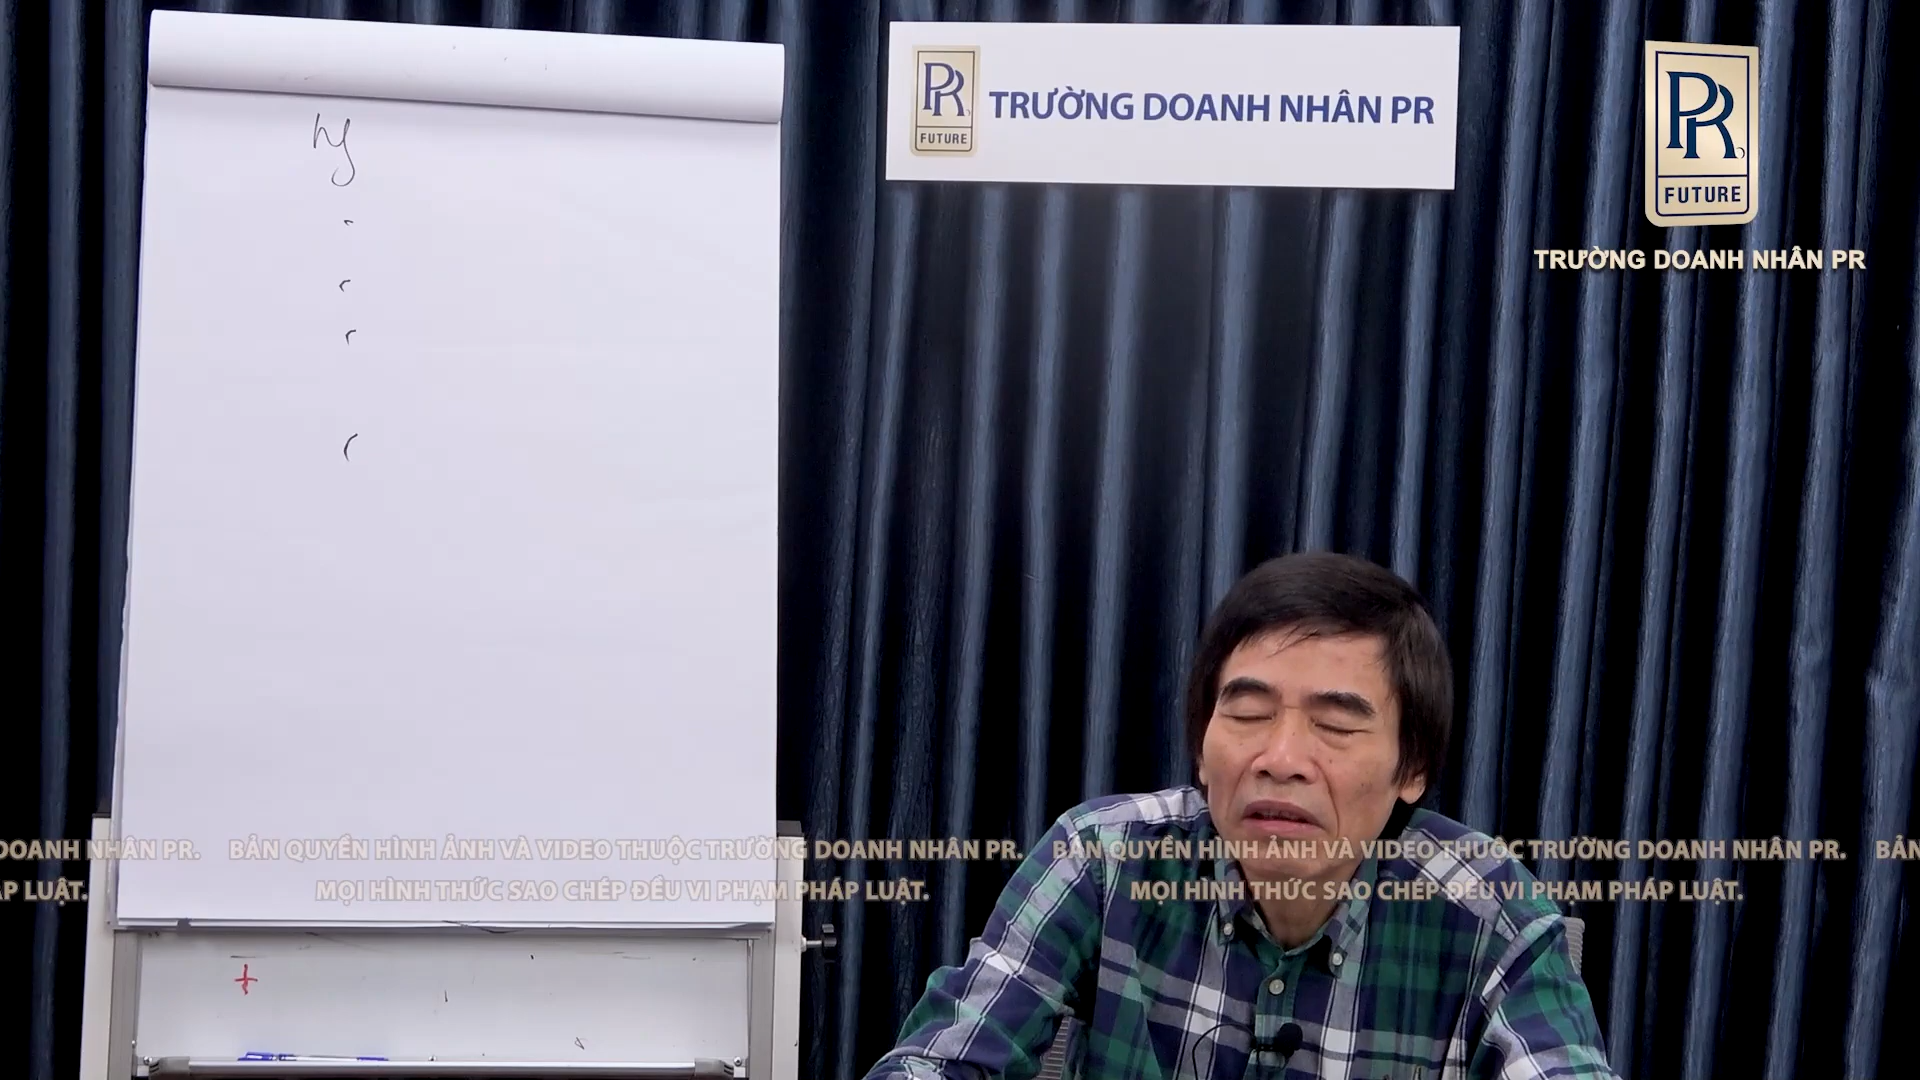 PR
FUTURE
TRƯỜNG DOANH NHÂN PR
PR
FUTURE
TRƯỜNG DOANH NHÂN PR
DOANH NHÂN PR. BẢN QUYỀN HÌNH ẢNH VÀ VIDEO THUỘC TRƯỜNG DOANH NHÂN PR. BẢN QUYỀN HÌNH ẢNH VÀ VIDEO THUỘC TRƯỜNG DOANH NHÂN PR. BẢN
ÁP LUẬT. MỌI HÌNH THỨC SAO CHÉP ĐỀU VI PHẠM PHÁP LUẬT. MỌI HÌNH THỨC SAO CHÉP ĐỀU VI PHẠM PHÁP LUẬT.